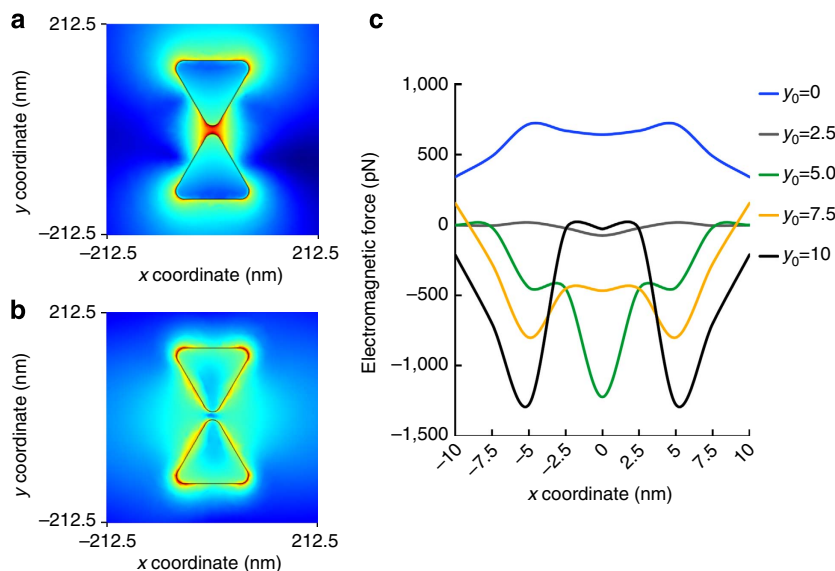 a
212.5
y coordinate (nm)
–212.5
–212.5
212.5
x coordinate (nm)
b
212.5
y coordinate (nm)
–212.5
–212.5
212.5
x coordinate (nm)
c
1,000
500
0
–500
–1,000
–1,500
Electromagnetic force (pN)
–10
–7.5
–5
–2.5
0
2.5
5
7.5
10
x coordinate (nm)
y0=0
y0=2.5
y0=5.0
y0=7.5
y0=10